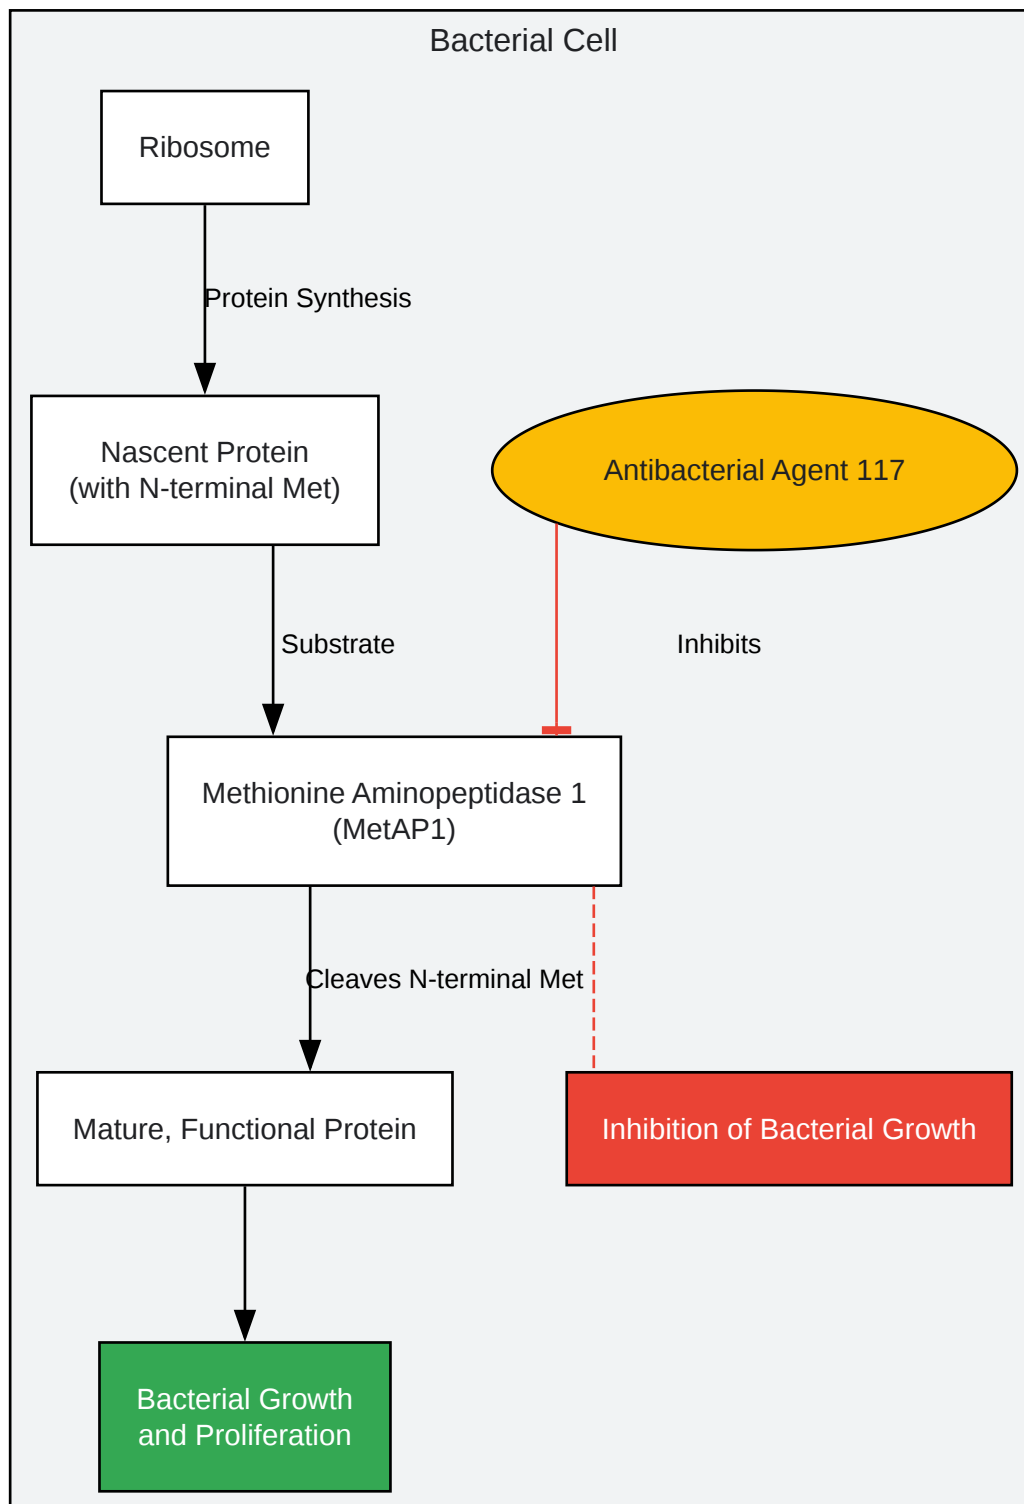 Bacterial Cell
Ribosome
Protein Synthesis
Nascent Protein
(with N-terminal Met)
Antibacterial Agent 117
Substrate
Inhibits
Methionine Aminopeptidase 1
(MetAP1)
Cleaves N-terminal Met
Mature, Functional Protein
Inhibition of Bacterial Growth
Bacterial Growth
and Proliferation